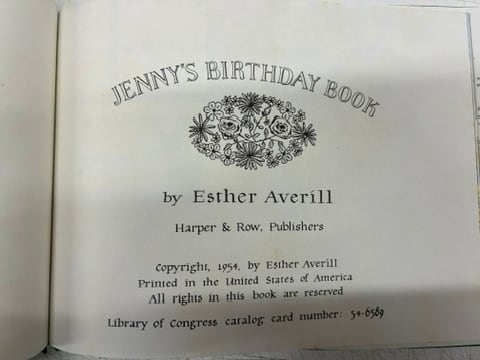 JENNY'S BIRTHDAY BOOK
by Esther Averill
Harper & Row, Publishers
Copyright, 1954, by Esther Averill
Printed in the United States of America
All rights in this book are reserved
Library of Congress catalog card number: 54-6589